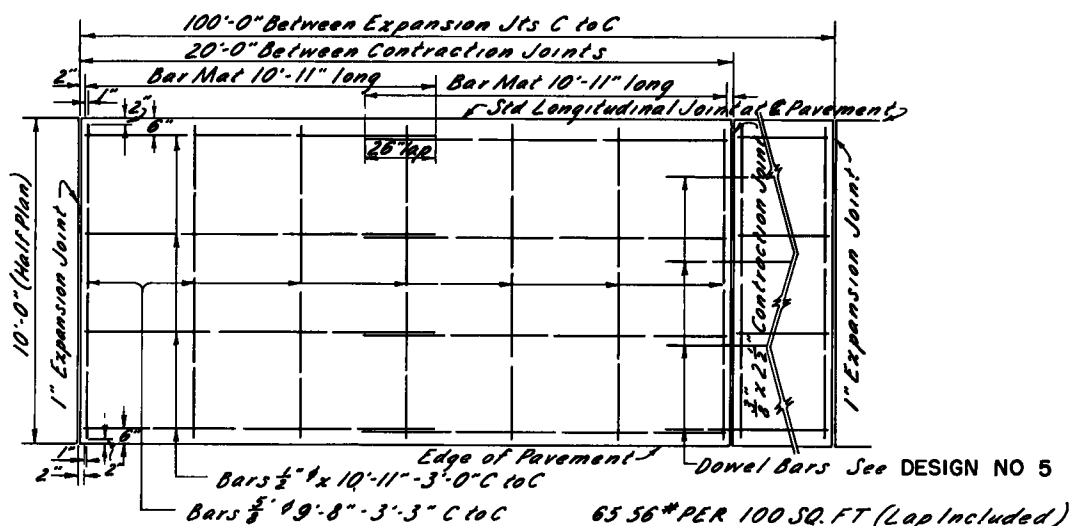 100'-0" Between Expansion Jts C to C
20'-0" Between Contraction Joints
2" Bar Mat 10'-11" long Bar Mat 10'-11" long
1" 2" Std Longitudinal Joint at ℄ Pavement
6"
26" lap
10'-0" (Half Plan)
1" Expansion Joint
3/8" x 2 1/2" Contraction Joint
1" Expansion Joint
6"
1" 2"
2" Edge of Pavement
Bars 1/2" ϕ x 10'-11" - 3'-0" C to C
Dowel Bars See DESIGN NO 5
Bars 5/8" ϕ 9'-8" - 3'-3" C to C
65 56# PER 100 SQ. FT (Lap Included)